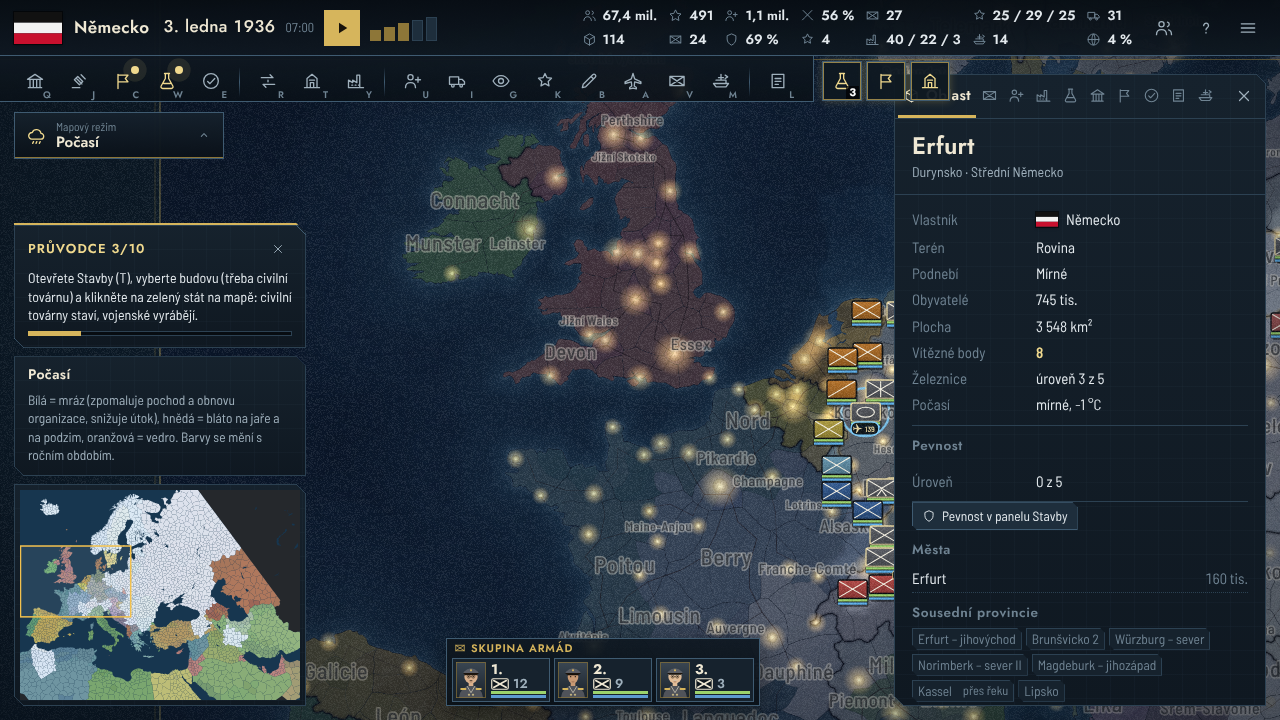 Německo 3. ledna 1936 07:00
67,4 mil. 491 1,1 mil. 56 % 27 25 / 29 / 25 31
114 24 69 % 4 40 / 22 / 3 14 4 %
Q J C W E R T Y U I G K B A V M L
3
Mapový režim
Počasí
PRŮVODCE 3/10
Otevřete Stavby (T), vyberte budovu (třeba civilní
továrnu) a klikněte na zelený stát na mapě: civilní
továrny staví, vojenské vyrábějí.
Počasí
Bílá = mráz (zpomaluje pochod a obnovu
organizace, snižuje útok), hnědá = bláto na jaře a
na podzim, oranžová = vedro. Barvy se mění s
ročním obdobím.
Perthshire
Jižní Skotsko
Connacht
Munster
Leinster
Jižní Wales
Devon
Essex
Nord
Pikardie
Champagne
Maine-Anjou
Poitou
Berry
Franche-Comté
Limousin
Auvergne
Galicie
León
Toulouse
Languedoc
Dauphiné
Piemont
139
SKUPINA ARMÁD
1. 12
2. 9
3. 3
Erfurt
Durynsko · Střední Německo
Vlastník Německo
Terén Rovina
Podnebí Mírné
Obyvatelé 745 tis.
Plocha 3 548 km²
Vítězné body 8
Železnice úroveň 3 z 5
Počasí mírné, -1 °C
Pevnost
Úroveň 0 z 5
Pevnost v panelu Stavby
Města
Erfurt 160 tis.
Sousední provincie
Erfurt – jihovýchod Brunšvicko 2 Würzburg – sever
Norimberk – sever II Magdeburk – jihozápad
Kassel přes řeku Lipsko